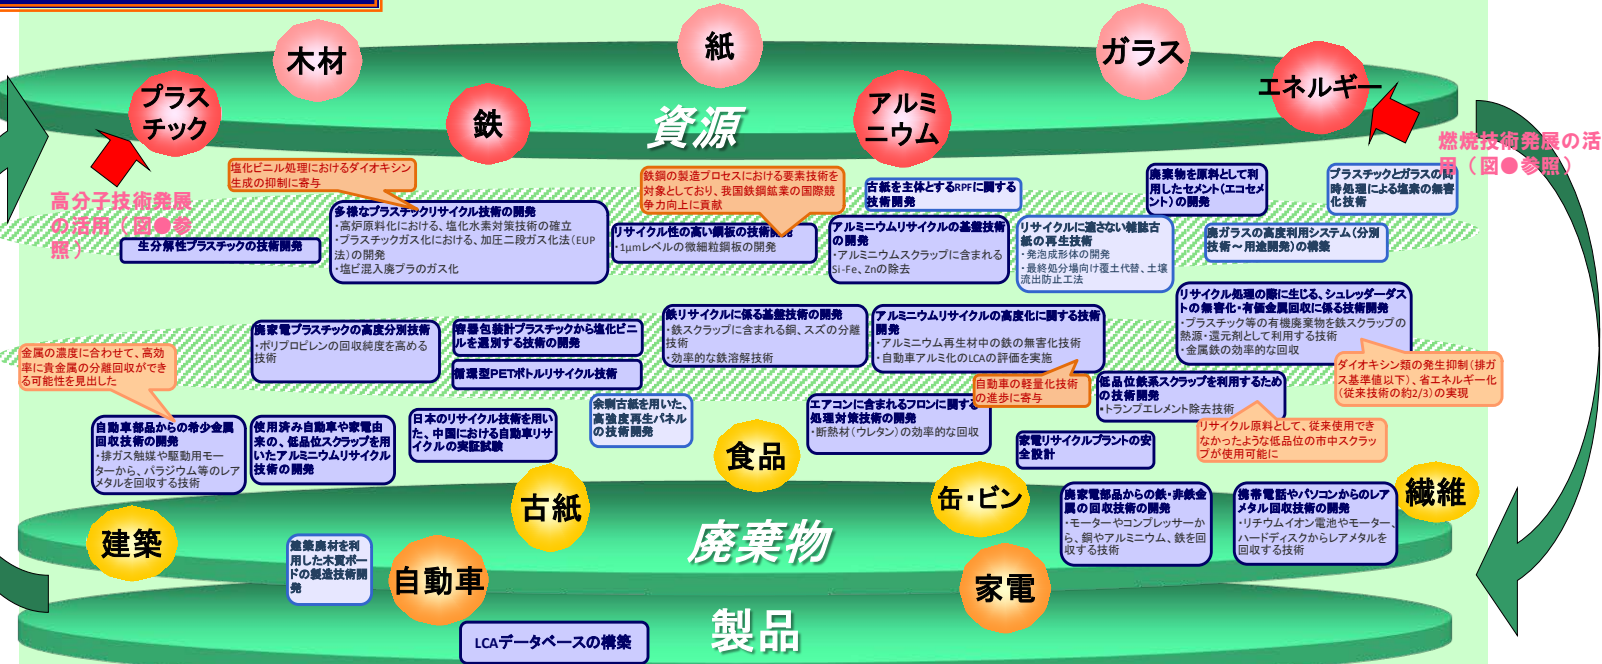 木材
紙
ガラス
エネルギー
プラス
チック
鉄
アルミ
ニウム
資源
燃焼技術発展の活
用（図●参照）
高分子技術発展
の活用（図●参
照）
塩化ビニル処理におけるダイオキシン
生成の抑制に寄与
鉄鋼の製造プロセスにおける要素技術を
対象としており、我国鉄鋼鉱業の国際競
争力向上に貢献
古紙を主体とするRPFに関する
技術開発
廃棄物を原料として利
用したセメント（エコセメ
ント）の開発
プラスチックとガラスの同
時処理による塩素の無害
化技術
多様なプラスチックリサイクル技術の開発
・高炉原料化における、塩化水素対策技術の確立
・プラスチックガス化における、加圧二段ガス化法（EUP
法）の開発
・塩ビ混入廃プラのガス化
生分解性プラスチックの技術開発
リサイクル性の高い鋼板の技術開発
・1μmレベルの微細粒鋼板の開発
アルミニウムリサイクルの基盤技術
の開発
・アルミニウムスクラップに含まれる
Si-Fe、Znの除去
リサイクルに適さない雑誌古
紙の再生技術
・発泡成形体の開発
・最終処分場向け覆土代替、土壌
流出防止工法
廃ガラスの高度利用システム（分別
技術～用途開発）の構築
リサイクル処理の際に生じる、シュレッダーダス
トの無害化・有価金属回収に係る技術開発
・プラスチック等の有機廃棄物を鉄スクラップの
熱源・還元剤として利用する技術
・金属鉄の効率的な回収
廃家電プラスチックの高度分別技術
・ポリプロピレンの回収純度を高める
技術
容器包装計プラスチックから塩化ビニ
ルを選別する技術の開発
循環型PETボトルリサイクル技術
鉄リサイクルに係る基盤技術の開発
・鉄スクラップに含まれる銅、スズの分離
技術
・効率的な鉄溶解技術
アルミニウムリサイクルの高度化に関する技術
開発
・アルミニウム再生材中の鉄の無害化技術
・自動車アルミ化のLCAの評価を実施
金属の濃度に合わせて、高効
率に貴金属の分離回収ができ
る可能性を見出した
ダイオキシン類の発生抑制（排ガ
ス基準値以下）、省エネルギー化
（従来技術の約2/3）の実現
自動車の軽量化技術
の進歩に寄与
低品位鉄系スクラップを利用するため
の技術開発
・トランプエレメント除去技術
自動車部品からの希少金属
回収技術の開発
・排ガス触媒や駆動用モー
ターから、パラジウム等のレア
メタルを回収する技術
使用済み自動車や家電由
来の、低品位スクラップを用
いたアルミニウムリサイクル
技術の開発
日本のリサイクル技術を用い
た、中国における自動車リサ
イクルの実証試験
余剰古紙を用いた、
高強度再生パネル
の技術開発
エアコンに含まれるフロンに関する
処理対策技術の開発
・断熱材（ウレタン）の効率的な回収
リサイクル原料として、従来使用でき
なかったような低品位の市中スクラッ
プが使用可能に
家電リサイクルプラントの安
全設計
食品
古紙
缶・ビン
繊維
建築
廃棄物
廃家電部品からの鉄・非鉄金
属の回収技術の開発
・モーターやコンプレッサーか
ら、銅やアルミニウム、鉄を回
収する技術
携帯電話やパソコンからのレア
メタル回収技術の開発
・リチウムイオン電池やモーター、
ハードディスクからレアメタルを
回収する技術
建築廃材を利
用した木質ボー
ドの製造技術開
発
自動車
家電
製品
LCAデータベースの構築